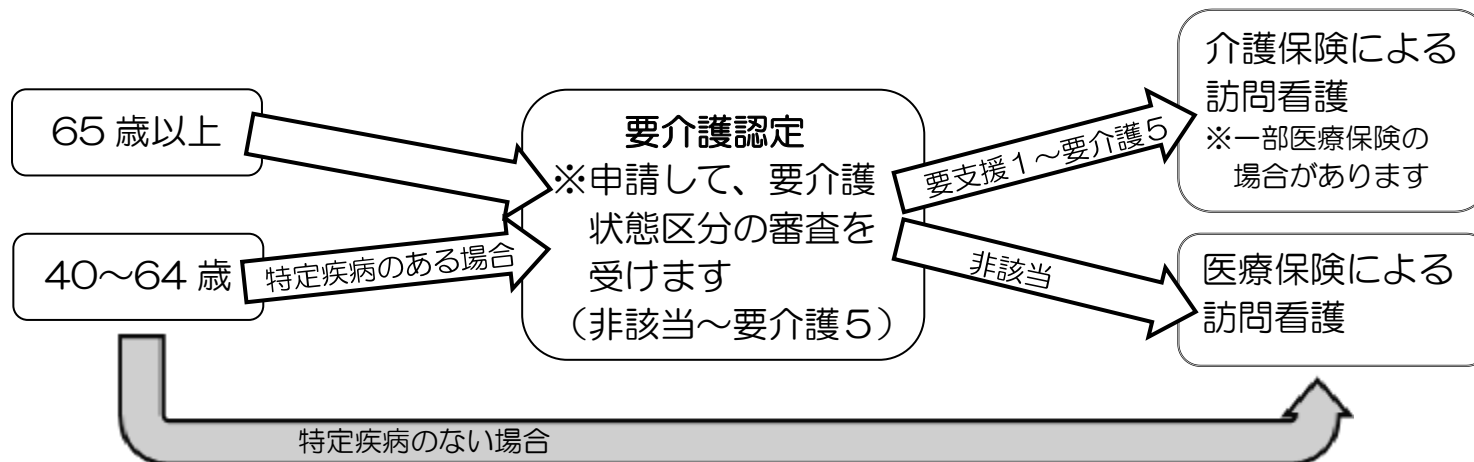 65歳以上
40～64歳
特定疾病のある場合
要介護認定
※申請して、要介護
状態区分の審査を
受けます
（非該当～要介護５）
要支援１～要介護５
非該当
介護保険による
訪問看護
※一部医療保険の
場合があります
医療保険による
訪問看護
特定疾病のない場合